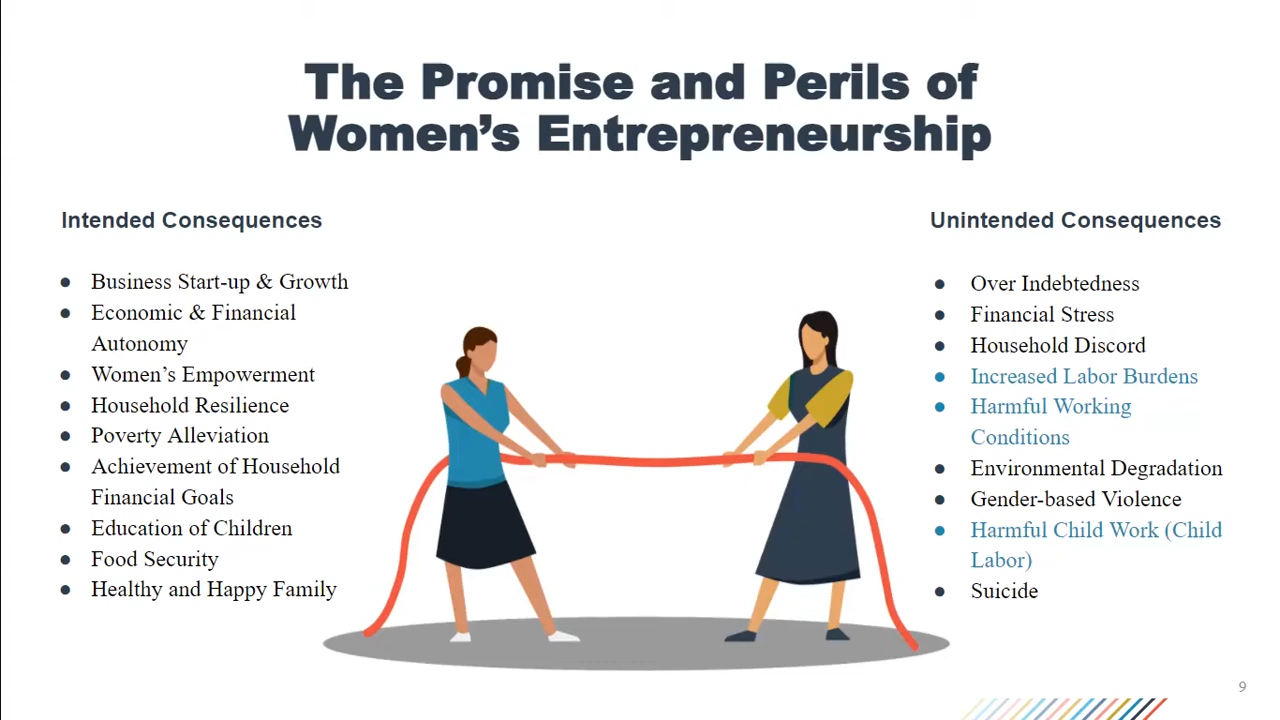 The Promise and Perils of
Women's Entrepreneurship
Intended Consequences
● Business Start-up & Growth
● Economic & Financial
Autonomy
● Women's Empowerment
● Household Resilience
● Poverty Alleviation
● Achievement of Household
Financial Goals
● Education of Children
● Food Security
● Healthy and Happy Family
Unintended Consequences
● Over Indebtedness
● Financial Stress
● Household Discord
● Increased Labor Burdens
● Harmful Working
Conditions
● Environmental Degradation
● Gender-based Violence
● Harmful Child Work (Child
Labor)
● Suicide
9